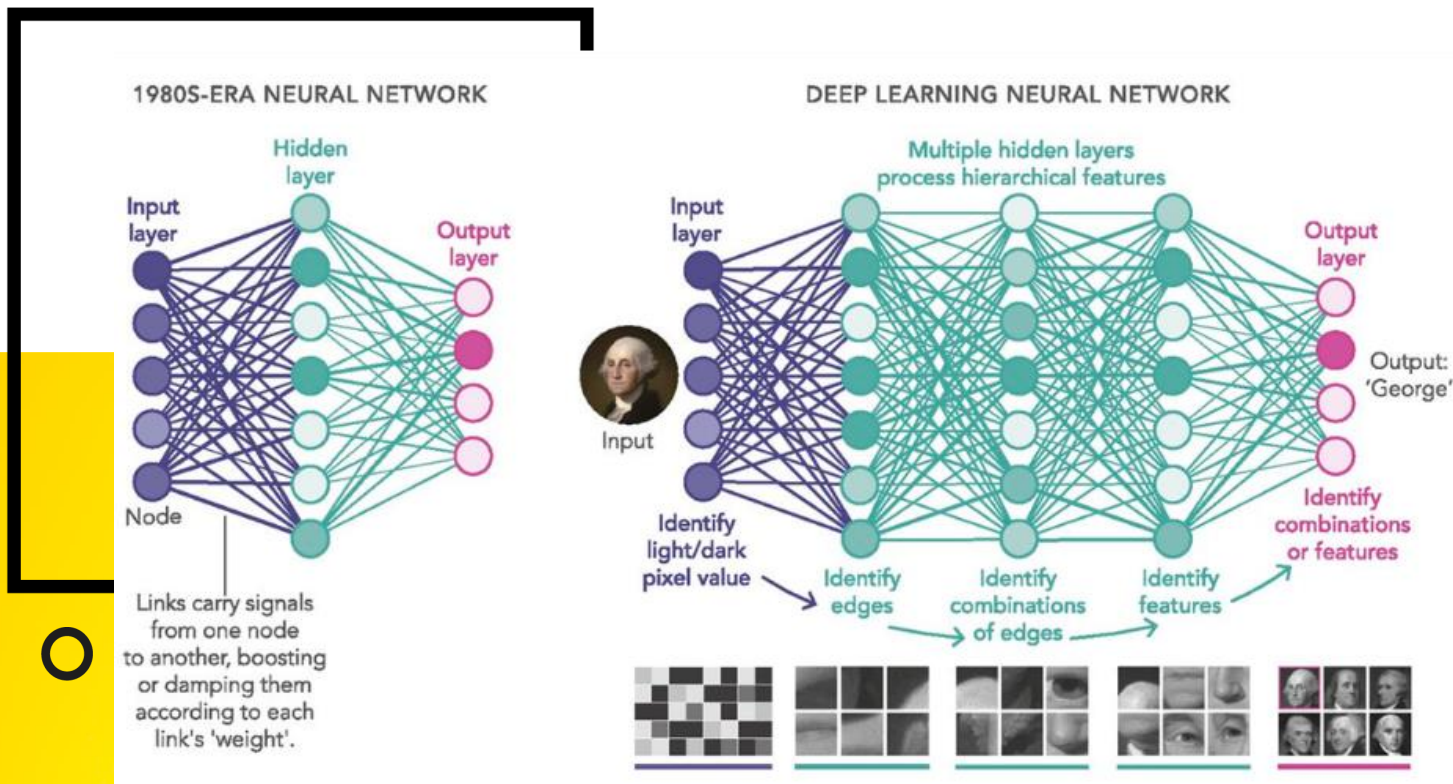 1980S-ERA NEURAL NETWORK
Hidden
layer
Input
layer
Output
layer
Node
Links carry signals
from one node
to another, boosting
or damping them
according to each
link's 'weight'.
DEEP LEARNING NEURAL NETWORK
Multiple hidden layers
process hierarchical features
Input
layer
Output
layer
Input
Output:
'George'
Identify
light/dark
pixel value
Identify
edges
Identify
combinations
of edges
Identify
features
Identify
combinations
or features